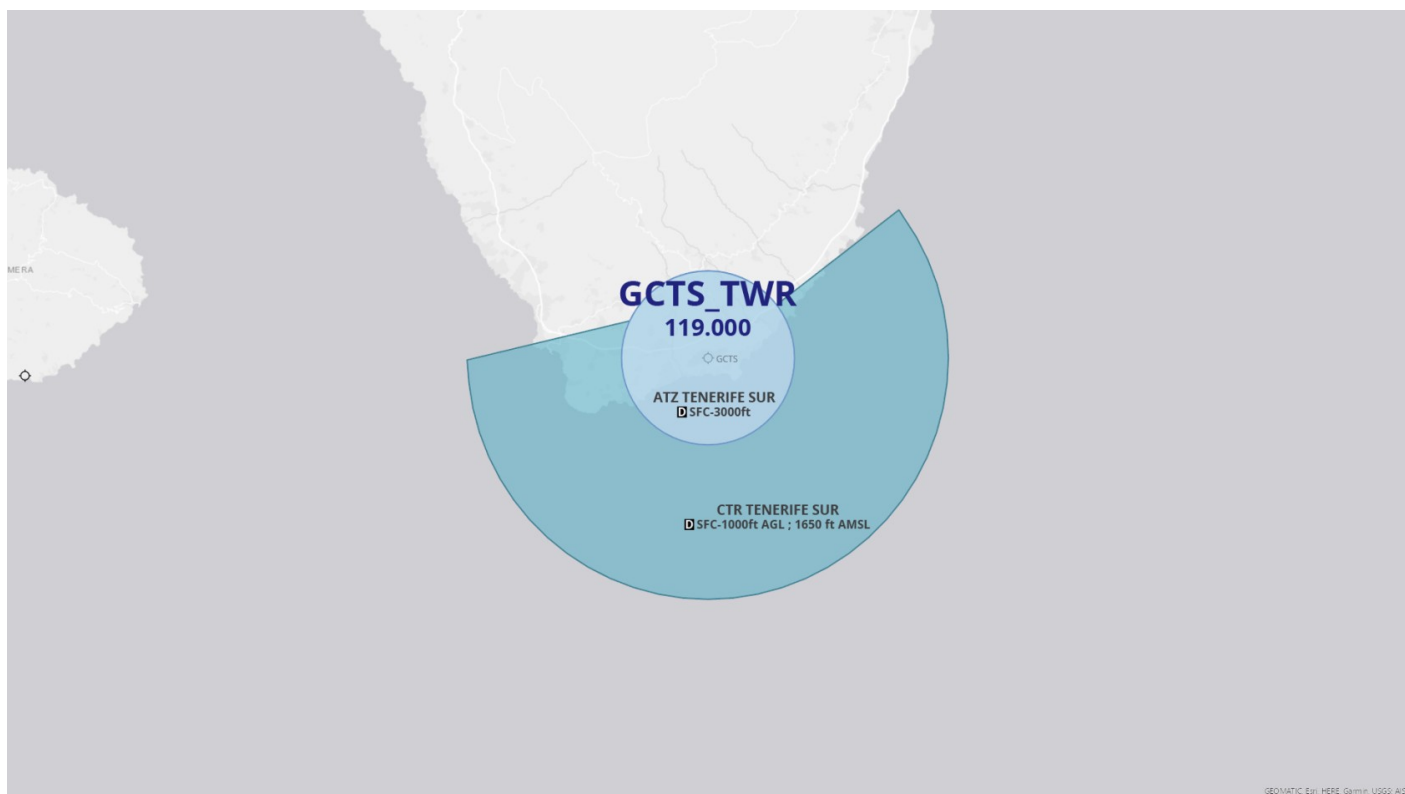 MERA
GCTS_TWR
119.000
GCTS
ATZ TENERIFE SUR
D SFC-3000ft
CTR TENERIFE SUR
D SFC-1000ft AGL ; 1650 ft AMSL
GEOMATIC, Esri, HERE, Garmin, USGS, AIS